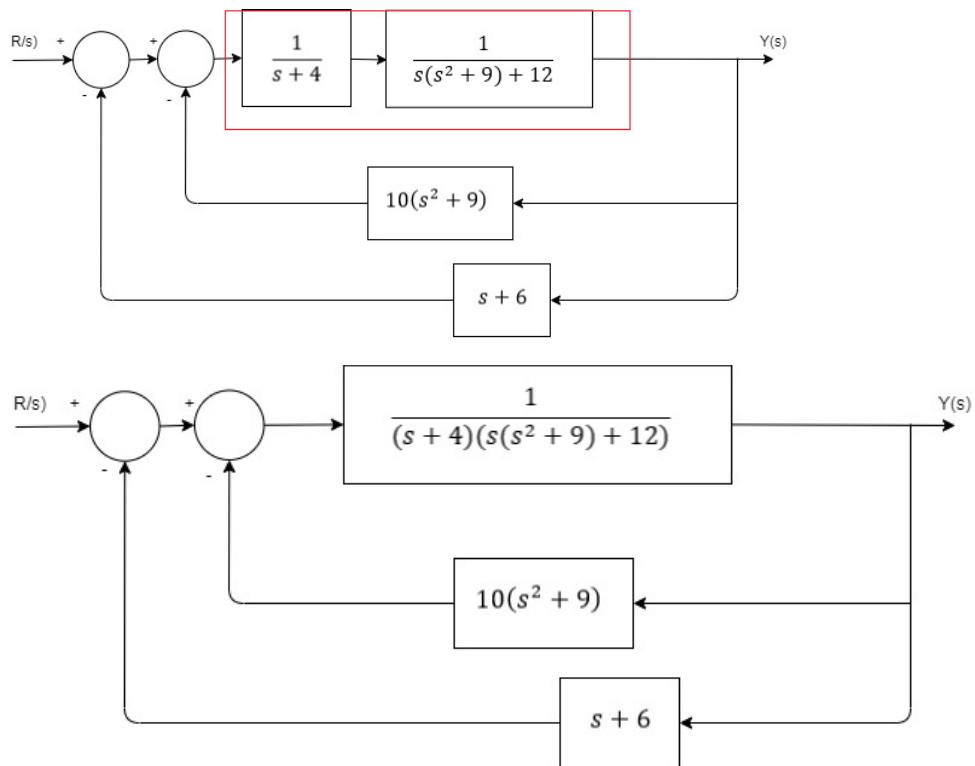 R/s) + - + - 1/(s + 4) 1/(s(s² + 9) + 12) Y(s)
10(s² + 9)
s + 6
R/s) + - + - 1/((s + 4)(s(s² + 9) + 12)) Y(s)
10(s² + 9)
s + 6